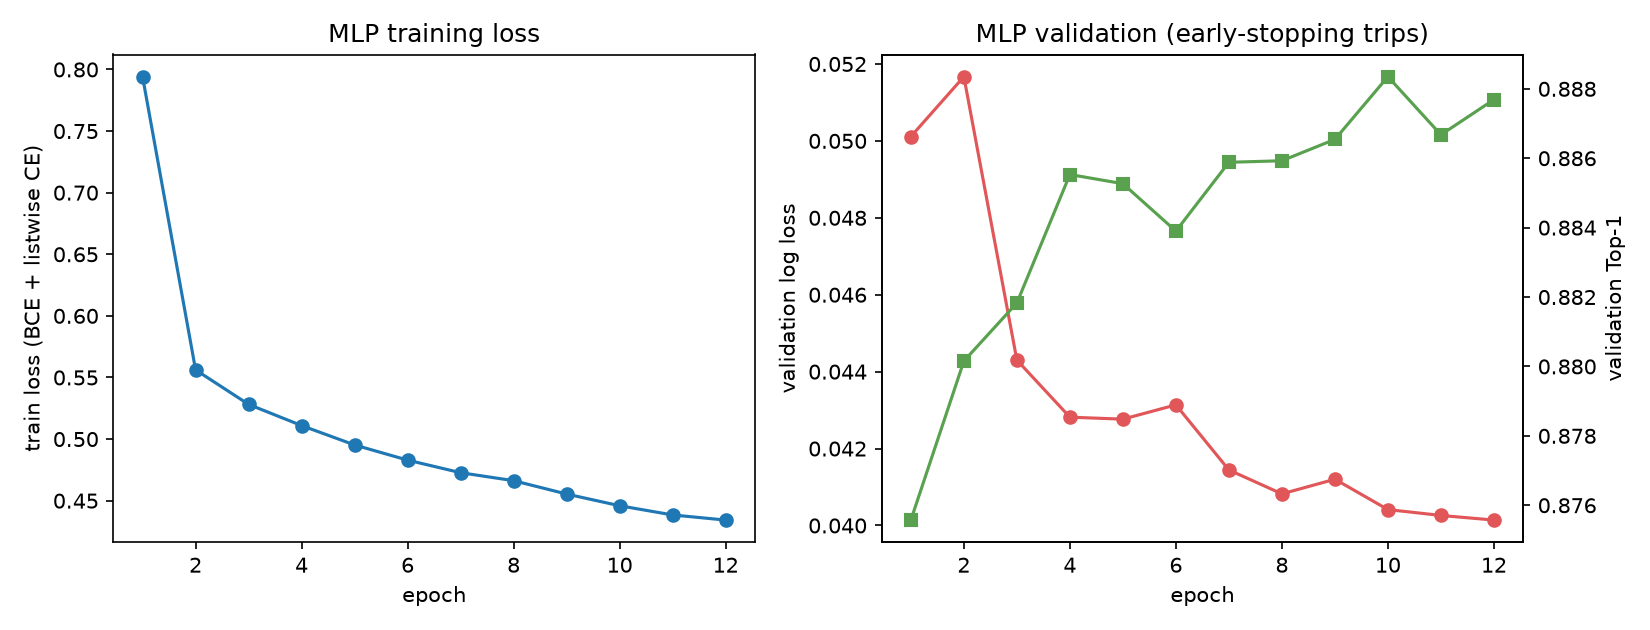 MLP training loss
train loss (BCE + listwise CE)
0.80
0.75
0.70
0.65
0.60
0.55
0.50
0.45
2 4 6 8 10 12
epoch
MLP validation (early-stopping trips)
validation log loss
0.052
0.050
0.048
0.046
0.044
0.042
0.040
2 4 6 8 10 12
epoch
0.888
0.886
0.884
0.882
0.880
0.878
0.876
validation Top-1